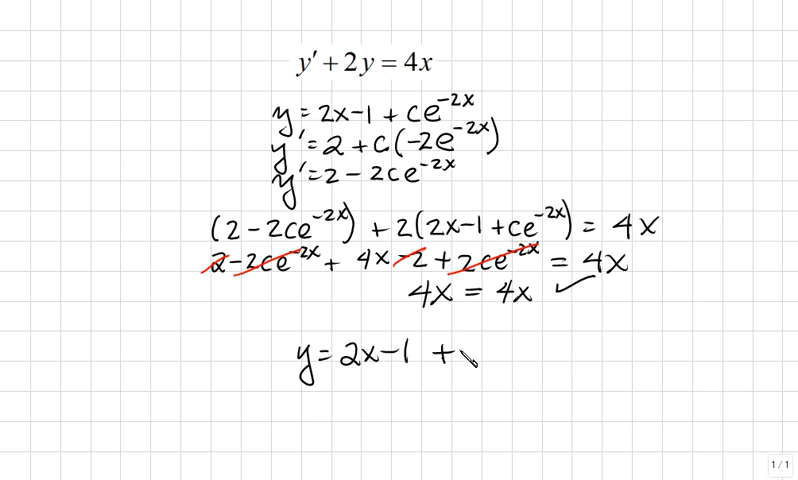 y′ + 2y = 4x
y = 2x-1 + ce^-2x
y′ = 2 + c(-2e^-2x)
y′ = 2 - 2ce^-2x
(2 - 2ce^-2x) + 2(2x-1 + ce^-2x) = 4x
2 - 2ce^-2x + 4x - 2 + 2ce^-2x = 4x
4x = 4x ✓
y = 2x-1 +
1 / 1